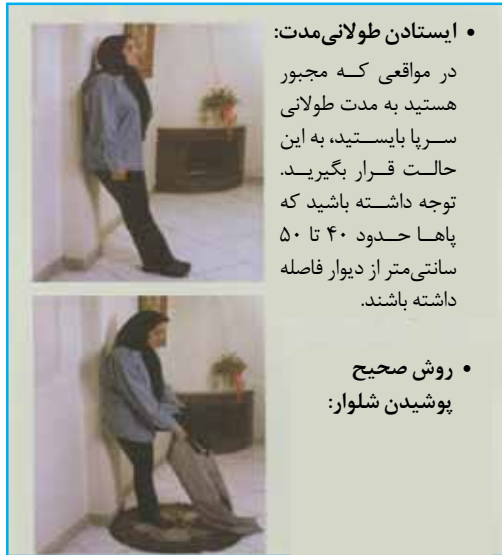 • ایستادن طولانی‌مدت:
در مواقعی که مجبور
هستید به مدت طولانی
سرپا بایستید، به این
حالت قرار بگیرید.
توجه داشته باشید که
پاها حدود ۴۰ تا ۵۰
سانتی‌متر از دیوار فاصله
داشته باشند.
• روش صحیح
پوشیدن شلوار: